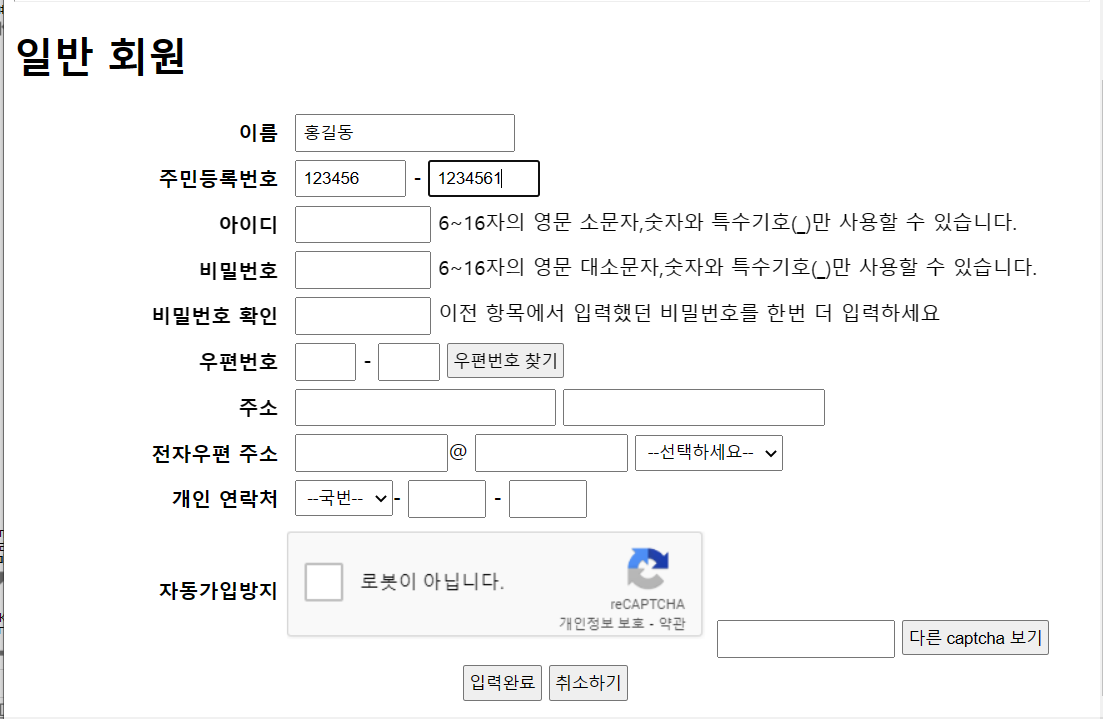 일반 회원
이름 홍길동
주민등록번호 123456 - 1234561
아이디 6~16자의 영문 소문자,숫자와 특수기호(_)만 사용할 수 있습니다.
비밀번호 6~16자의 영문 대소문자,숫자와 특수기호(_)만 사용할 수 있습니다.
비밀번호 확인 이전 항목에서 입력했던 비밀번호를 한번 더 입력하세요
우편번호 - 우편번호 찾기
주소
전자우편 주소 @ --선택하세요--
개인 연락처 --국번-- - -
자동가입방지 로봇이 아닙니다.
reCAPTCHA
개인정보 보호 - 약관
다른 captcha 보기
입력완료 취소하기